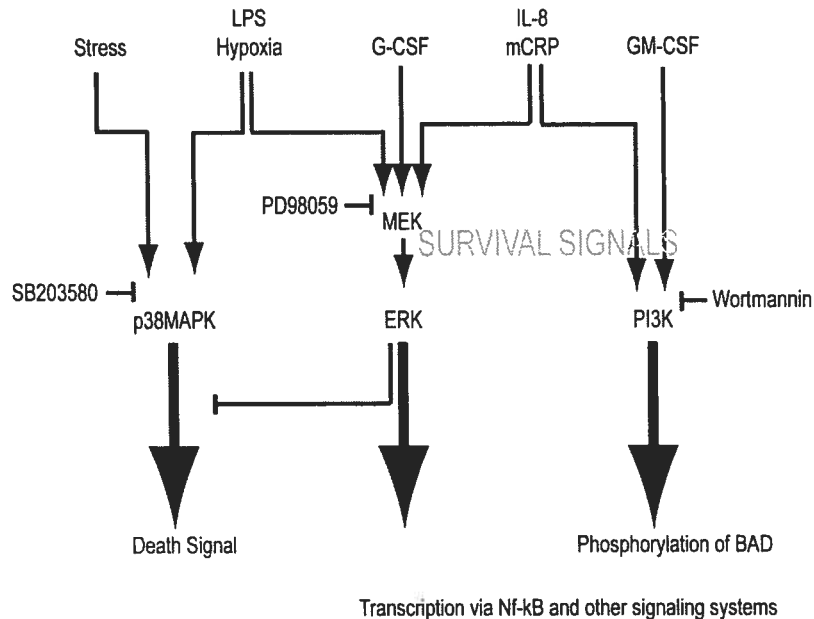 LPS
IL-8
Stress
Hypoxia
G-CSF
mCRP
GM-CSF
PD98059
MEK
SURVIVAL SIGNALS
SB203580
Wortmannin
p38MAPK
ERK
PI3K
Death Signal
Phosphorylation of BAD
Transcription via Nf-kB and other signaling systems